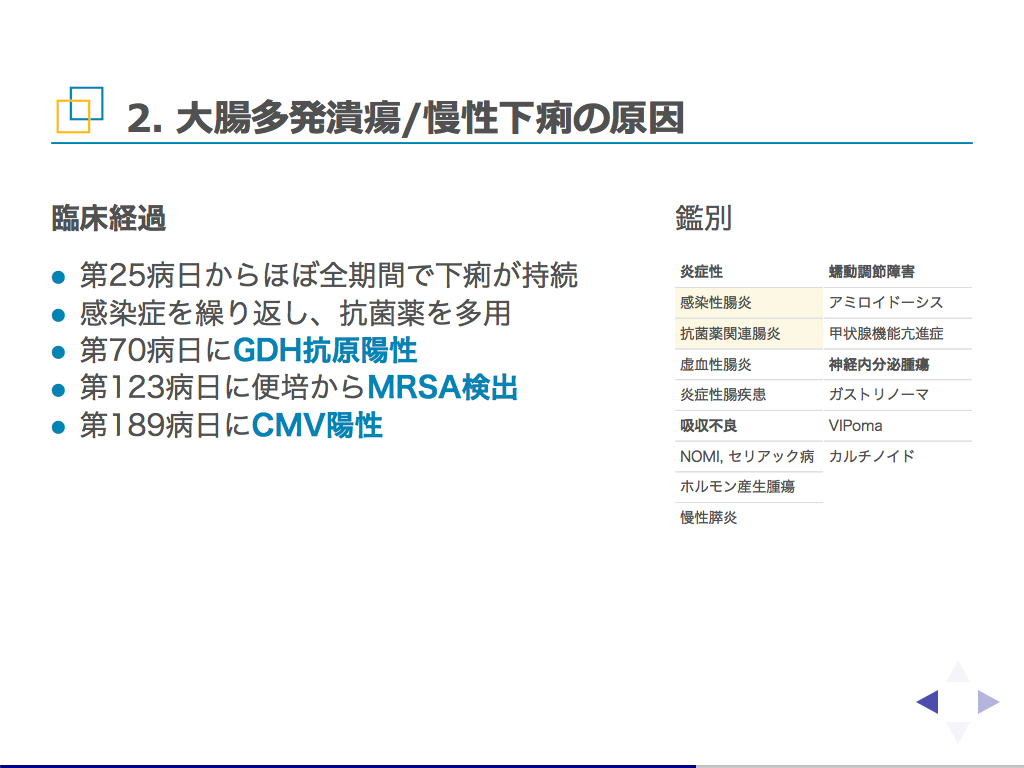 2. 大腸多発潰瘍/慢性下痢の原因
臨床経過
第25病日からほぼ全期間で下痢が持続
感染症を繰り返し、抗菌薬を多用
第70病日にGDH抗原陽性
第123病日に便培からMRSA検出
第189病日にCMV陽性
鑑別
炎症性 蠕動調節障害
感染性腸炎 アミロイドーシス
抗菌薬関連腸炎 甲状腺機能亢進症
虚血性腸炎 神経内分泌腫瘍
炎症性腸疾患 ガストリノーマ
吸収不良 VIPoma
NOMI, セリアック病 カルチノイド
ホルモン産生腫瘍
慢性膵炎